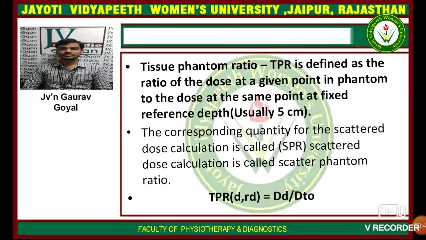 JAYOTI VIDYAPEETH WOMEN'S UNIVERSITY ,JAIPUR, RAJASTHAN
Jv'n Gaurav
Goyal
• Tissue phantom ratio – TPR is defined as the
ratio of the dose at a given point in phantom
to the dose at the same point at fixed
reference depth(Usually 5 cm).
• The corresponding quantity for the scattered
dose calculation is called (SPR) scattered
dose calculation is called scatter phantom
ratio.
• TPR(d,rd) = Dd/Dto
FACULTY OF PHYSIOTHERAPY & DIAGNOSTICS
V RECORDER